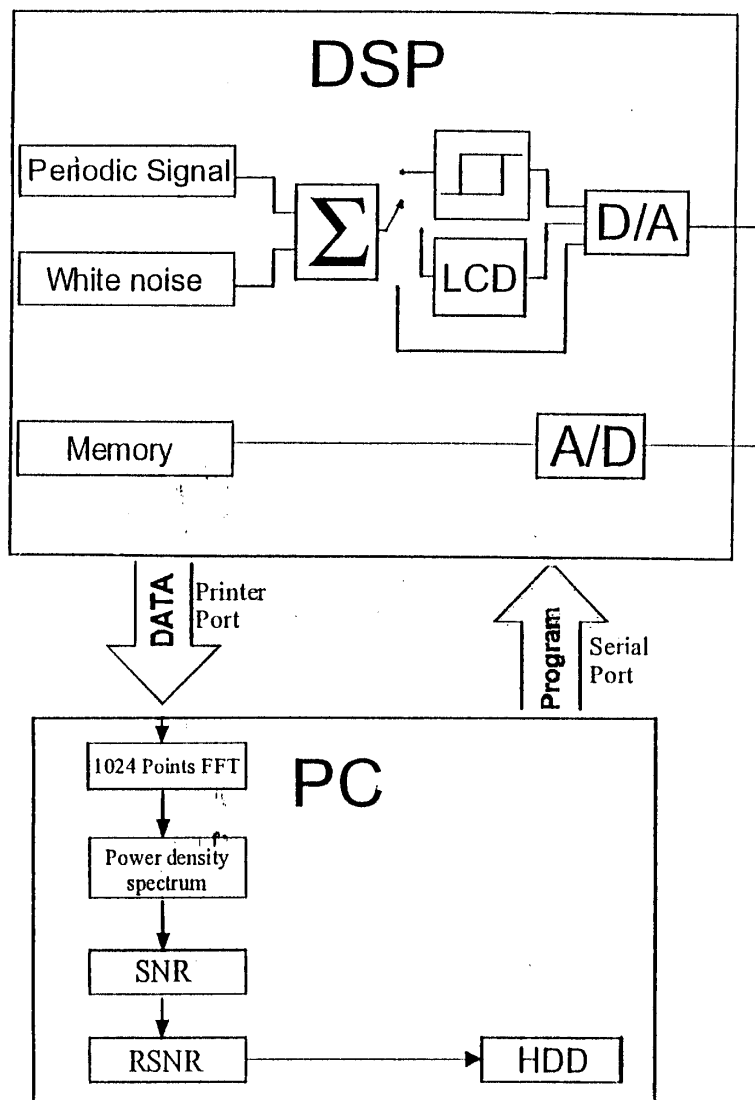 DSP
Periodic Signal
White noise
Σ
LCD
D/A
Memory
A/D
DATA
Printer
Port
Program
Serial
Port
PC
1024 Points FFT
Power density
spectrum
SNR
RSNR
HDD